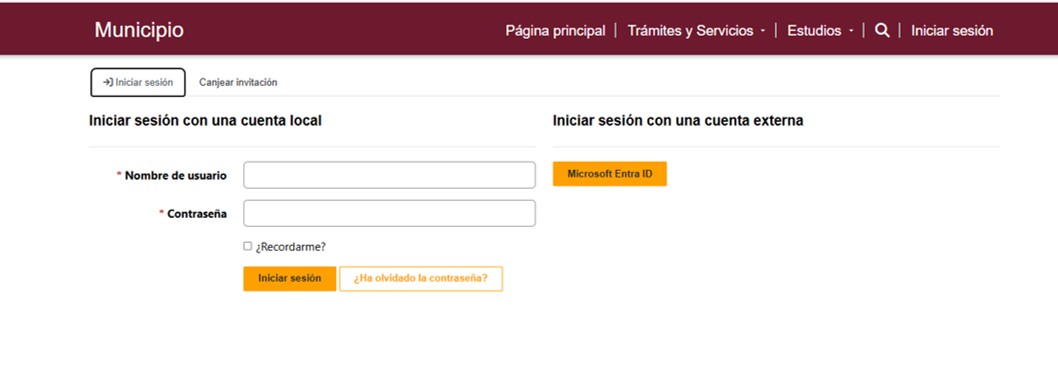 Municipio
Página principal | Trámites y Servicios | Estudios | | Iniciar sesión
Iniciar sesión
Canjear invitación
Iniciar sesión con una cuenta local
* Nombre de usuario
* Contraseña
¿Recordarme?
Iniciar sesión
¿Ha olvidado la contraseña?
Iniciar sesión con una cuenta externa
Microsoft Entra ID